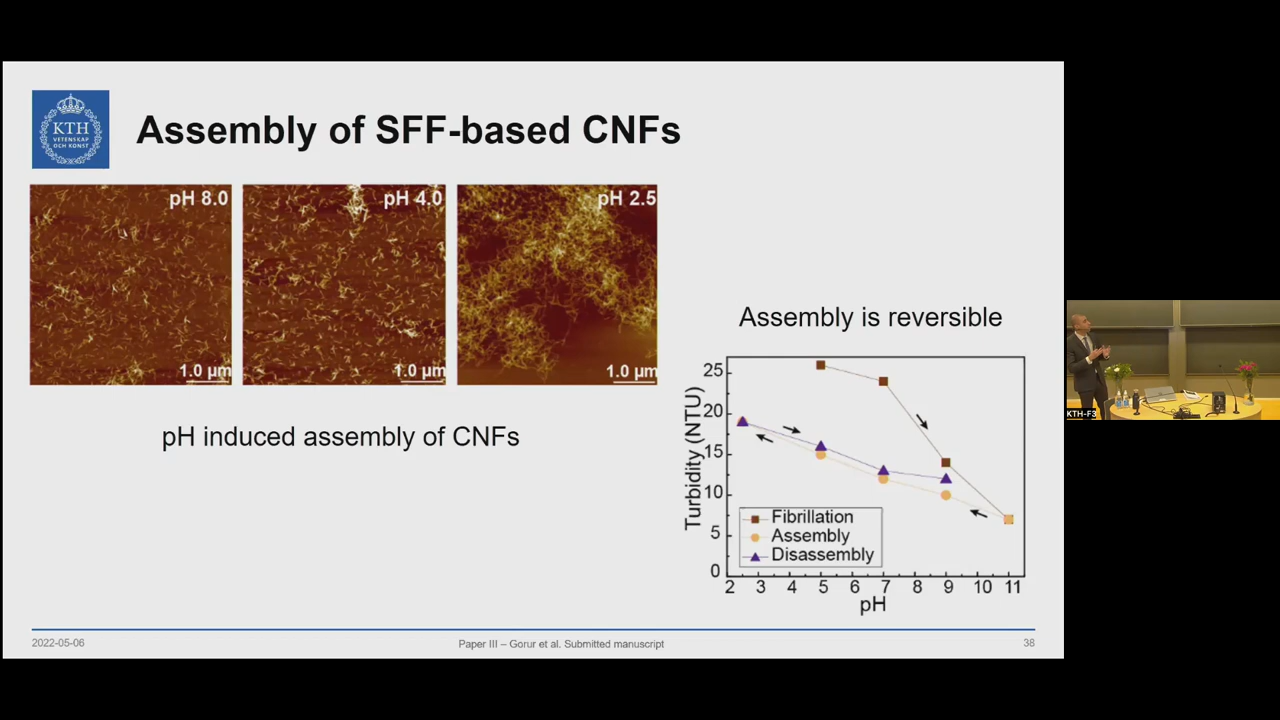 KTH
VETENSKAP
OCH KONST
Assembly of SFF-based CNFs
pH 8.0
pH 4.0
pH 2.5
1.0 µm
1.0 µm
1.0 µm
pH induced assembly of CNFs
Assembly is reversible
Turbidity (NTU)
25
20
15
10
5
0
Fibrillation
Assembly
Disassembly
2 3 4 5 6 7 8 9 10 11
pH
KTH-F3
2022-05-06
Paper III – Gorur et al. Submitted manuscript
38